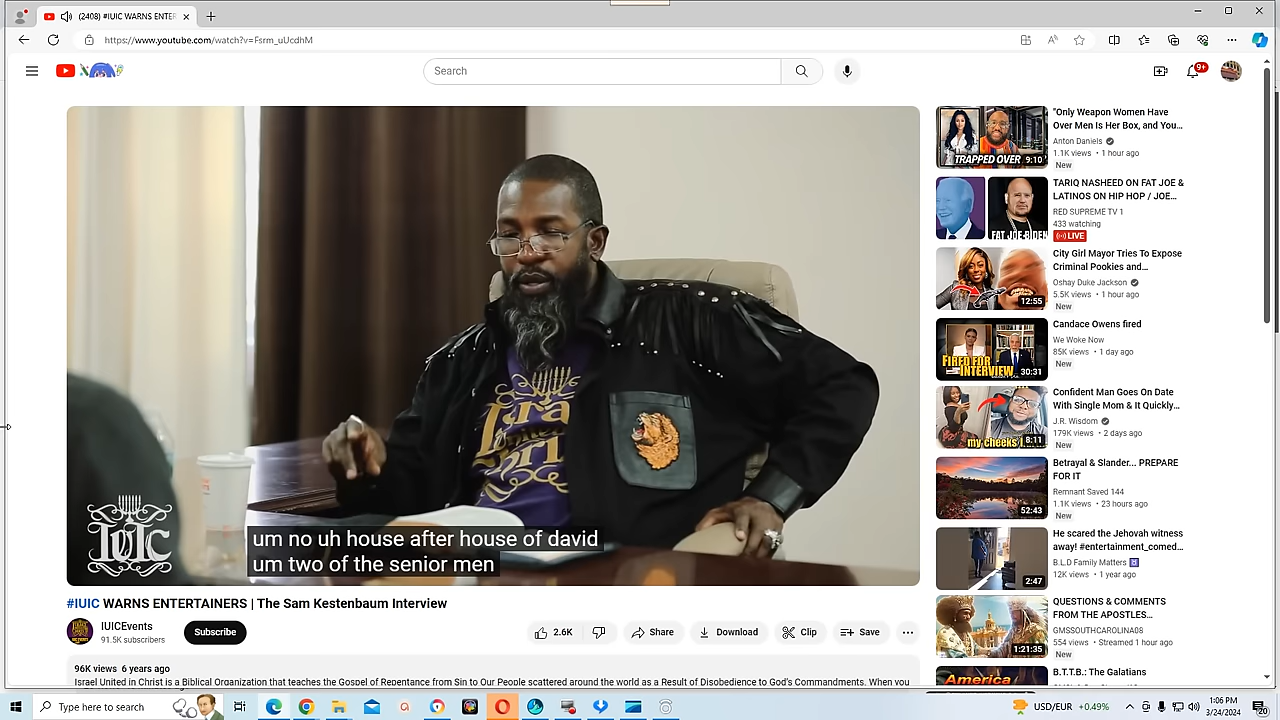 (2408) #IUIC WARNS ENTER
https://www.youtube.com/watch?v=Fsrm_uUcdhM
Search
9+
IUIC
um no uh house after house of david
um two of the senior men
#IUIC WARNS ENTERTAINERS | The Sam Kestenbaum Interview
IUICEvents
91.5K subscribers
Subscribe
2.6K
Share
Download
Clip
Save
96K views 6 years ago
Israel United in Christ is a Biblical Organization that teaches the Gospel of Repentance from Sin to Our People scattered around the world as a Result of Disobedience to God's Commandments. When you
TRAPPED OVER
9:10
"Only Weapon Women Have
Over Men Is Her Box, and You...
Anton Daniels
1.1K views • 1 hour ago
New
FAT JOE-BIDEN
TARIQ NASHEED ON FAT JOE &
LATINOS ON HIP HOP / JOE...
RED SUPREME TV 1
433 watching
LIVE
12:55
City Girl Mayor Tries To Expose
Criminal Pookies and...
Oshay Duke Jackson
5.5K views • 1 hour ago
New
FIRED FOR
INTERVIEW
30:31
Candace Owens fired
We Woke Now
85K views • 1 day ago
New
my cheeks
8:11
Confident Man Goes On Date
With Single Mom & It Quickly...
J.R. Wisdom
179K views • 2 days ago
New
52:43
Betrayal & Slander... PREPARE
FOR IT
Remnant Saved 144
1.1K views • 23 hours ago
New
2:47
He scared the Jehovah witness
away! #entertainment_comed...
B.L.D Family Matters
12K views • 1 year ago
1:21:35
QUESTIONS & COMMENTS
FROM THE APOSTLES...
GMSSOUTHCAROLINA08
554 views • Streamed 1 hour ago
New
America
B.T.T.B.: The Galatians
Type here to search
USD/EUR +0.49%
1:06 PM
3/24/2024
20